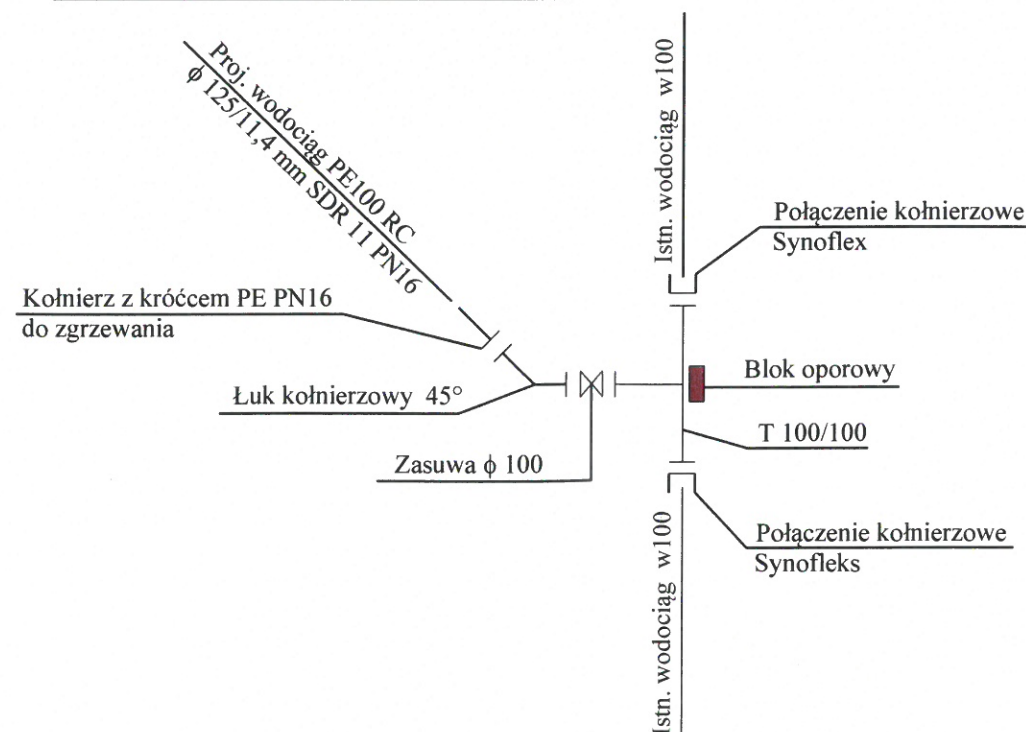 Proj. wodociąg PE100 RC
ϕ 125/11,4 mm SDR 11 PN16
Istn. wodociąg w100
Połączenie kołnierzowe
Synoflex
Kołnierz z króćcem PE PN16
do zgrzewania
Blok oporowy
Łuk kołnierzowy 45°
T 100/100
Zasuwa ϕ 100
Połączenie kołnierzowe
Synofleks
Istn. wodociąg w100